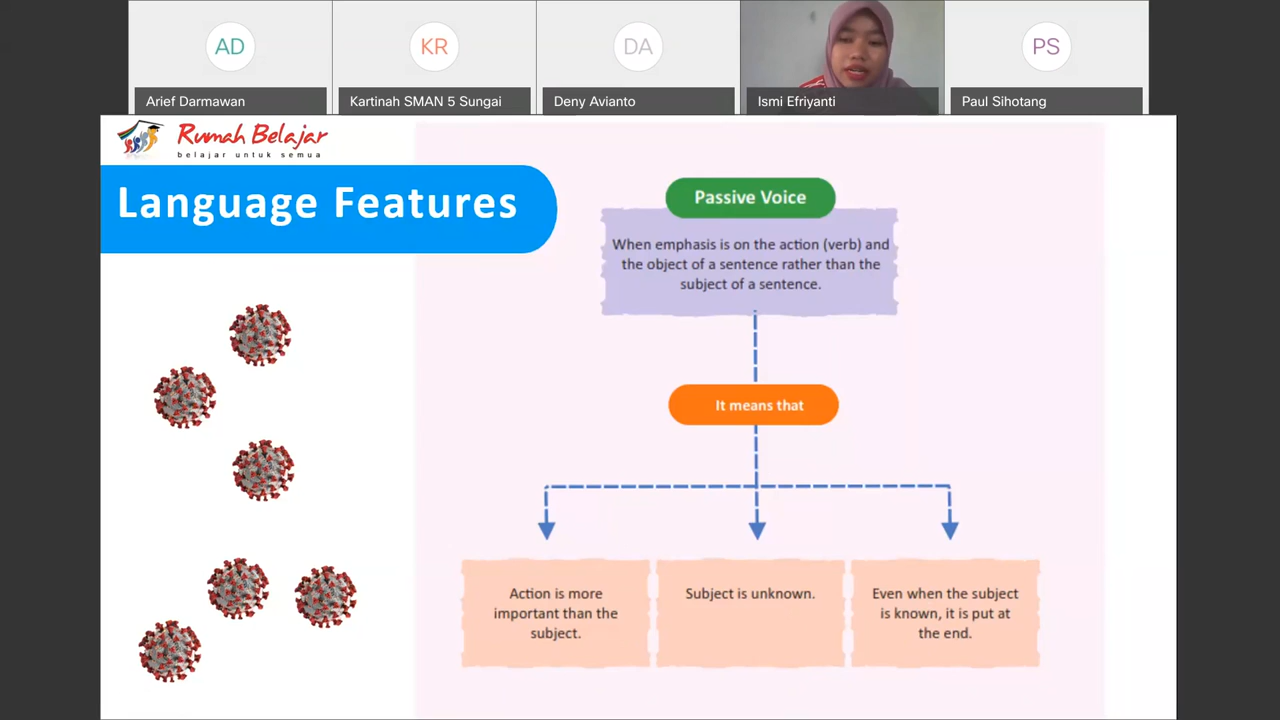 AD
KR
DA
PS
Arief Darmawan
Kartinah SMAN 5 Sungai
Deny Avianto
Ismi Efriyanti
Paul Sihotang
Rumah Belajar
belajar untuk semua
Language Features
Passive Voice
When emphasis is on the action (verb) and
the object of a sentence rather than the
subject of a sentence.
It means that
Action is more
important than the
subject.
Subject is unknown.
Even when the subject
is known, it is put at
the end.